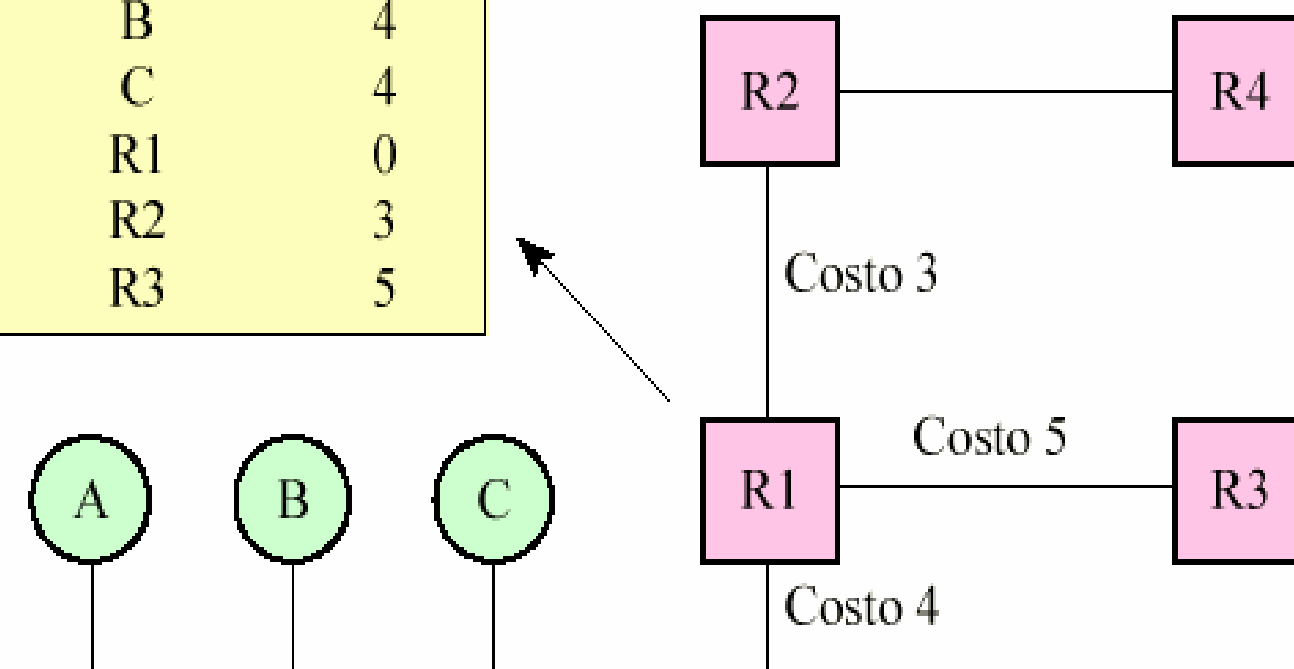 B 4
C 4
R1 0
R2 3
R3 5
R2
R4
Costo 3
Costo 5
A
B
C
R1
R3
Costo 4